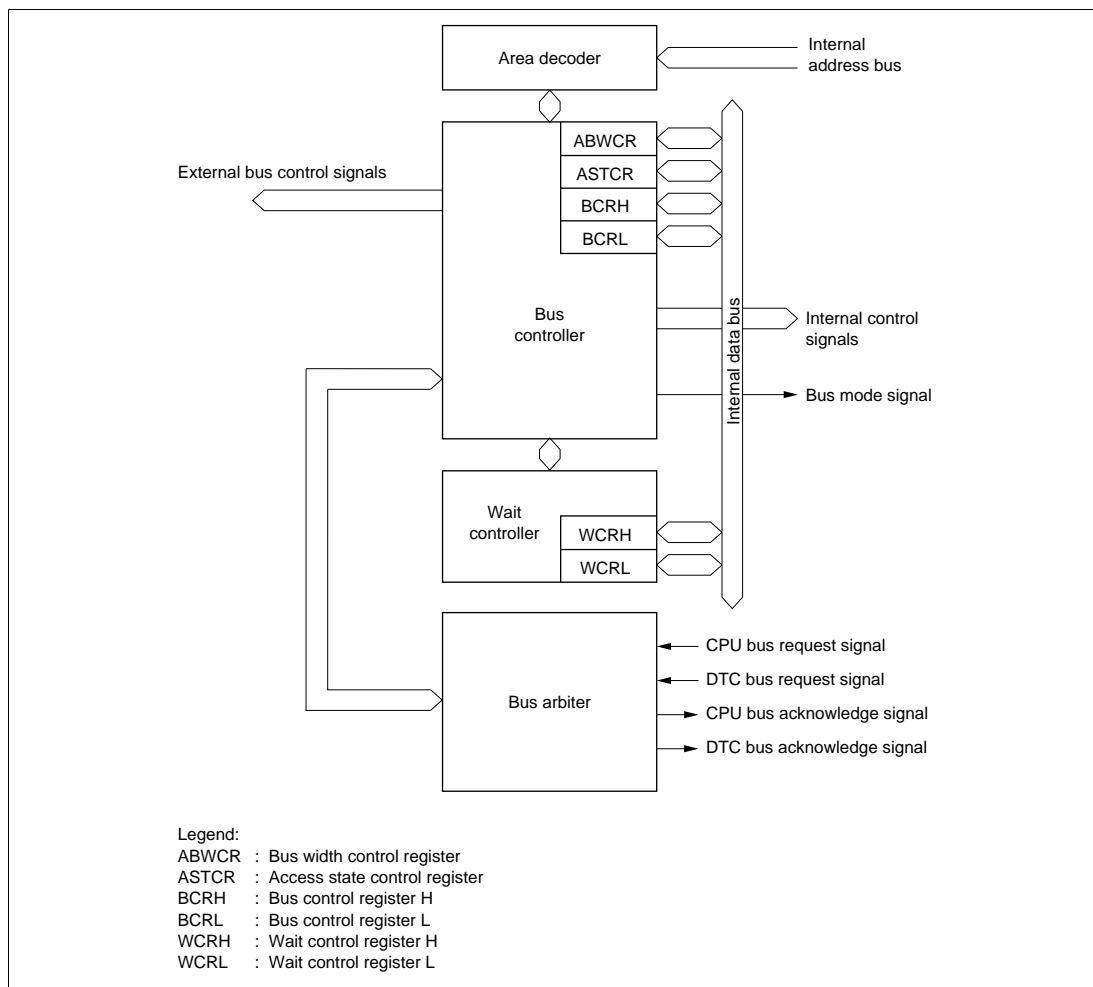 Area decoder
Internal
address bus
ABWCR
ASTCR
BCRH
BCRL
External bus control signals
Bus
controller
Internal data bus
Internal control
signals
Bus mode signal
Wait
controller
WCRH
WCRL
Bus arbiter
CPU bus request signal
DTC bus request signal
CPU bus acknowledge signal
DTC bus acknowledge signal
Legend:
ABWCR : Bus width control register
ASTCR : Access state control register
BCRH : Bus control register H
BCRL : Bus control register L
WCRH : Wait control register H
WCRL : Wait control register L